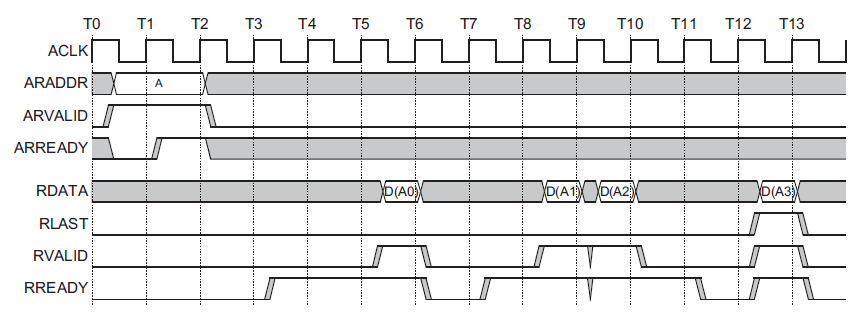 T0 T1 T2 T3 T4 T5 T6 T7 T8 T9 T10 T11 T12 T13
ACLK
ARADDR A
ARVALID
ARREADY
RDATA D(A0) D(A1) D(A2) D(A3)
RLAST
RVALID
RREADY